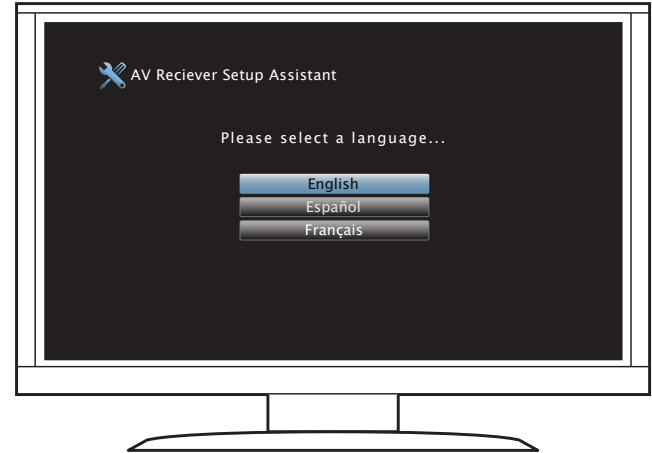 AV Reciever Setup Assistant
Please select a language...
English
Español
Français